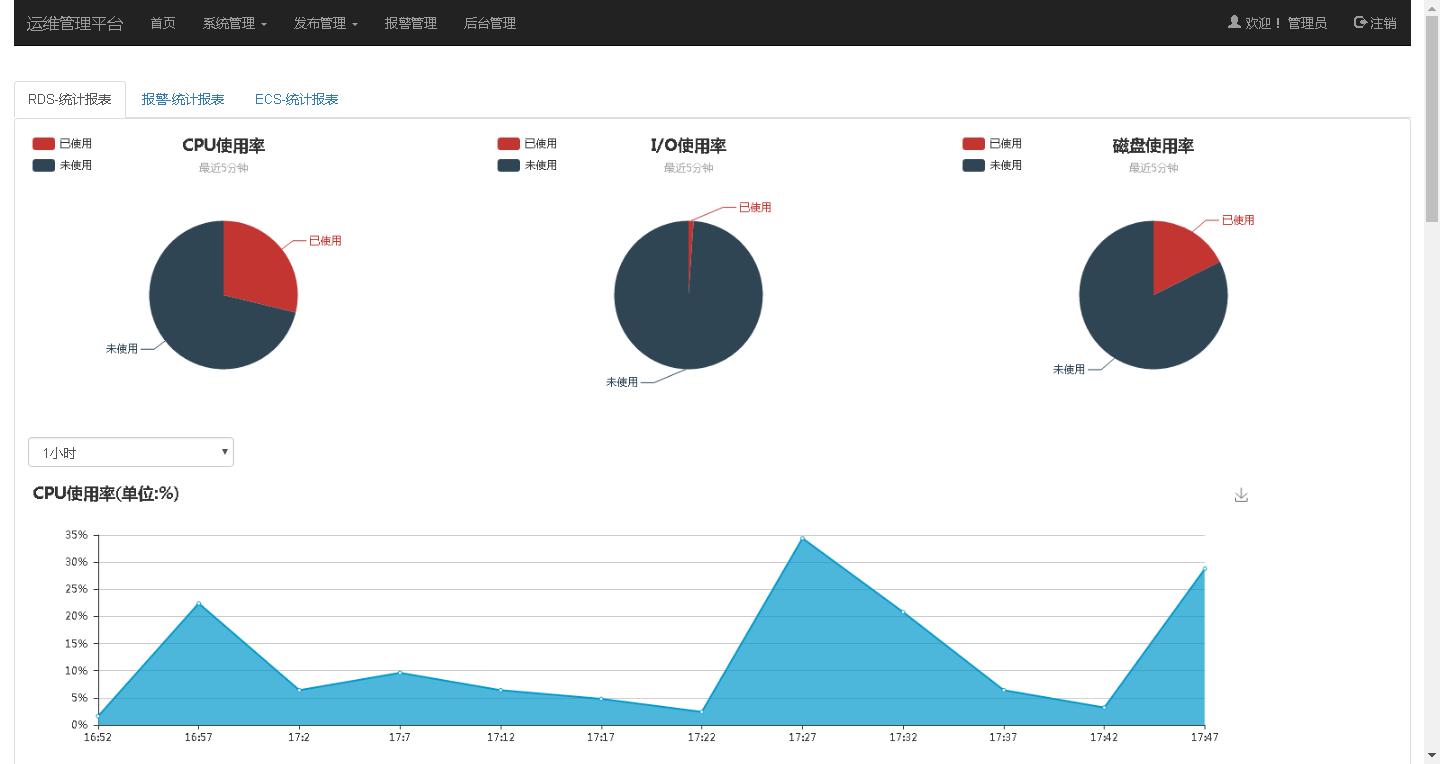 运维管理平台 首页 系统管理 发布管理 报警管理 后台管理 欢迎！ 管理员 注销
RDS-统计报表 报警-统计报表 ECS-统计报表
已使用
未使用
CPU使用率
最近5分钟
已使用
未使用
已使用
未使用
I/O使用率
最近5分钟
已使用
未使用
已使用
未使用
磁盘使用率
最近5分钟
已使用
未使用
1小时
CPU使用率(单位:%)
35%
30%
25%
20%
15%
10%
5%
0%
16:52 16:57 17:2 17:7 17:12 17:17 17:22 17:27 17:32 17:37 17:42 17:47